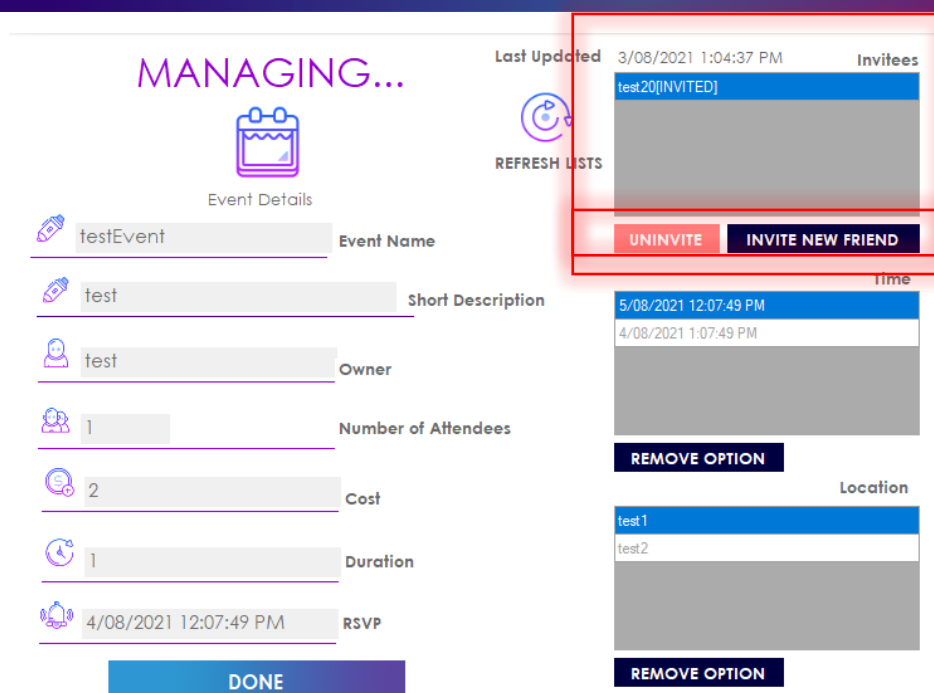 MANAGING...
Event Details
testEvent
Event Name
test
Short Description
test
Owner
1
Number of Attendees
2
Cost
1
Duration
4/08/2021 12:07:49 PM
RSVP
DONE
Last Updated
3/08/2021 1:04:37 PM
Invitees
REFRESH LISTS
test20[INVITED]
UNINVITE
INVITE NEW FRIEND
Time
5/08/2021 12:07:49 PM
4/08/2021 1:07:49 PM
REMOVE OPTION
Location
test1
test2
REMOVE OPTION